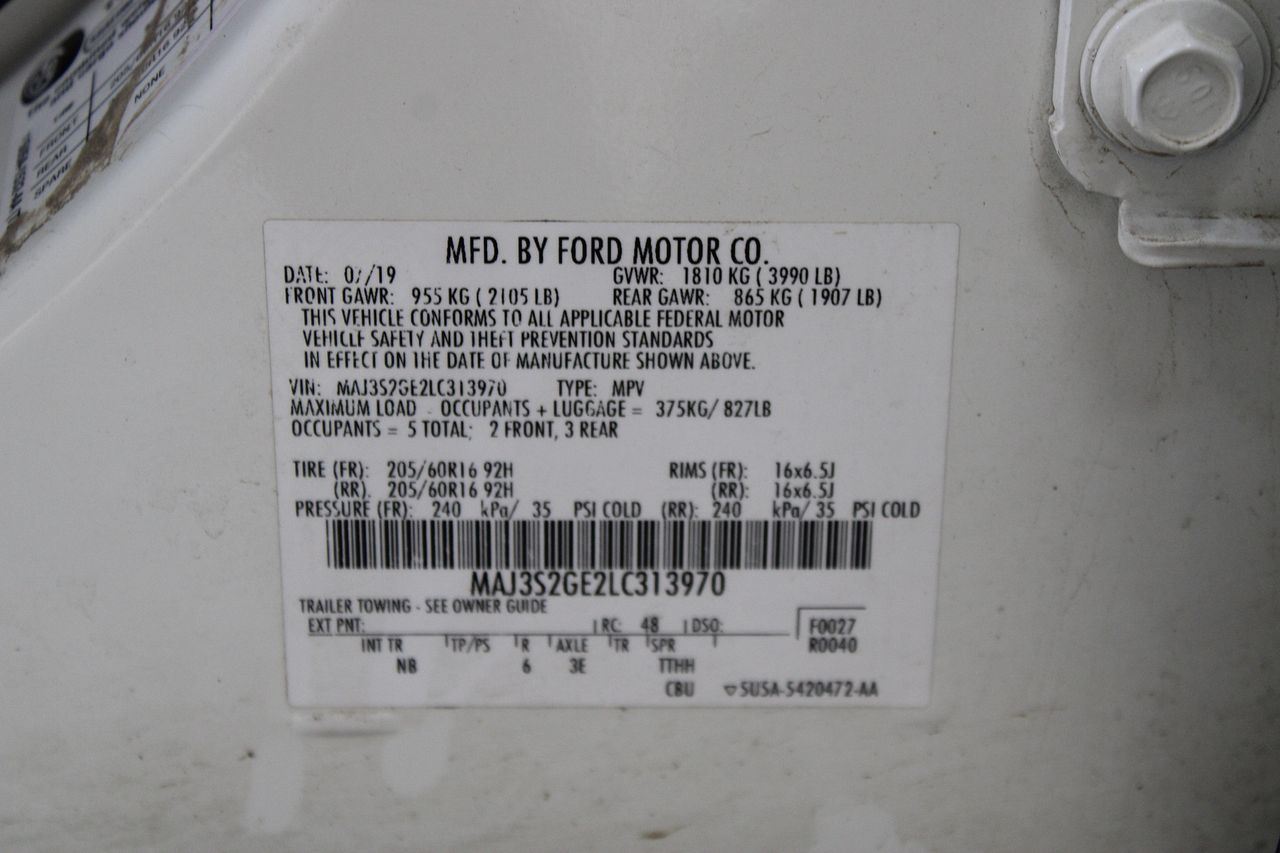 TIRE
FRONT
REAR
SPARE
NONE
MFD. BY FORD MOTOR CO.
DATE: 07/19 GVWR: 1810 KG ( 3990 LB)
FRONT GAWR: 955 KG ( 2105 LB) REAR GAWR: 865 KG ( 1907 LB)
THIS VEHICLE CONFORMS TO ALL APPLICABLE FEDERAL MOTOR
VEHICLE SAFETY AND THEFT PREVENTION STANDARDS
IN EFFECT ON THE DATE OF MANUFACTURE SHOWN ABOVE.
VIN: MAJ3S2GE2LC313970 TYPE: MPV
MAXIMUM LOAD - OCCUPANTS + LUGGAGE = 375KG/ 827LB
OCCUPANTS = 5 TOTAL; 2 FRONT, 3 REAR
TIRE (FR): 205/60R16 92H RIMS (FR): 16x6.5J
(RR). 205/60R16 92H (RR): 16x6.5J
PRESSURE (FR): 240 kPa/ 35 PSI COLD (RR): 240 kPa/ 35 PSI COLD
MAJ3S2GE2LC313970
TRAILER TOWING - SEE OWNER GUIDE
EXT PNT: RC: 48 DSO: F0027
INT TR TP/PS R AXLE TR SPR R0040
NB 6 3E TTHH
CBU 5USA-5420472-AA